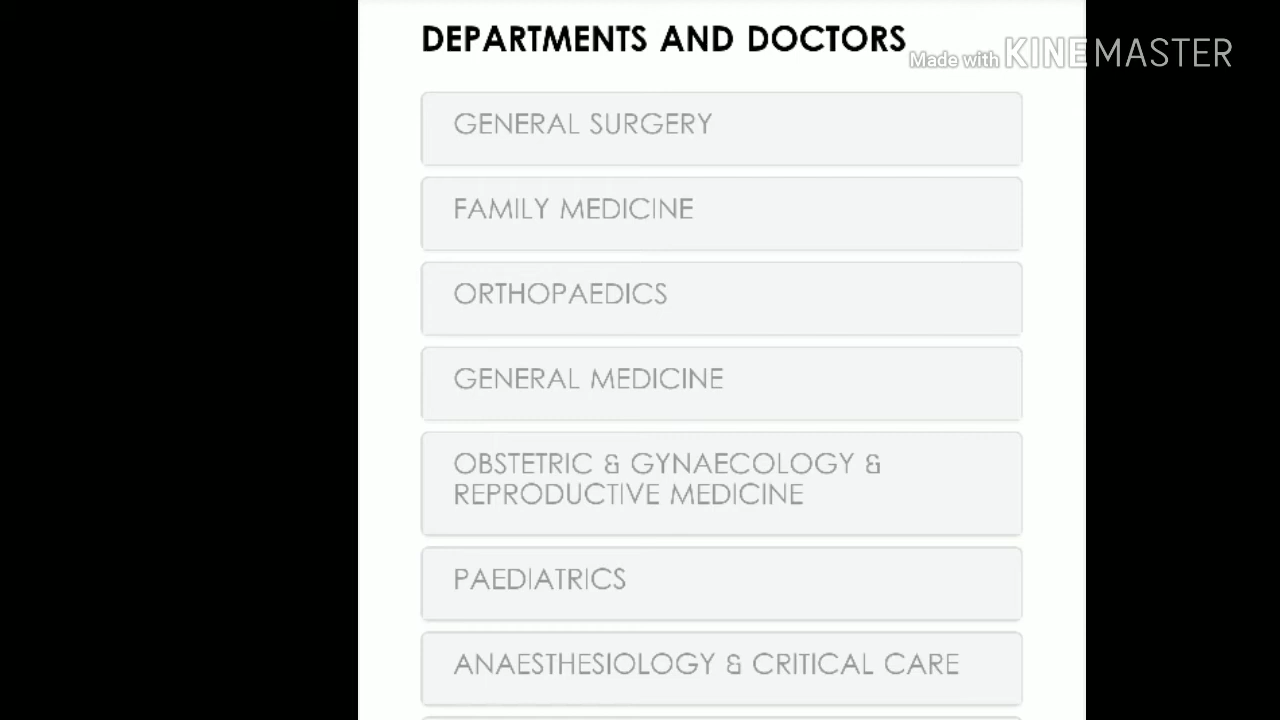 DEPARTMENTS AND DOCTORS
Made with KINEMASTER
GENERAL SURGERY
FAMILY MEDICINE
ORTHOPAEDICS
GENERAL MEDICINE
OBSTETRIC & GYNAECOLOGY &
REPRODUCTIVE MEDICINE
PAEDIATRICS
ANAESTHESIOLOGY & CRITICAL CARE